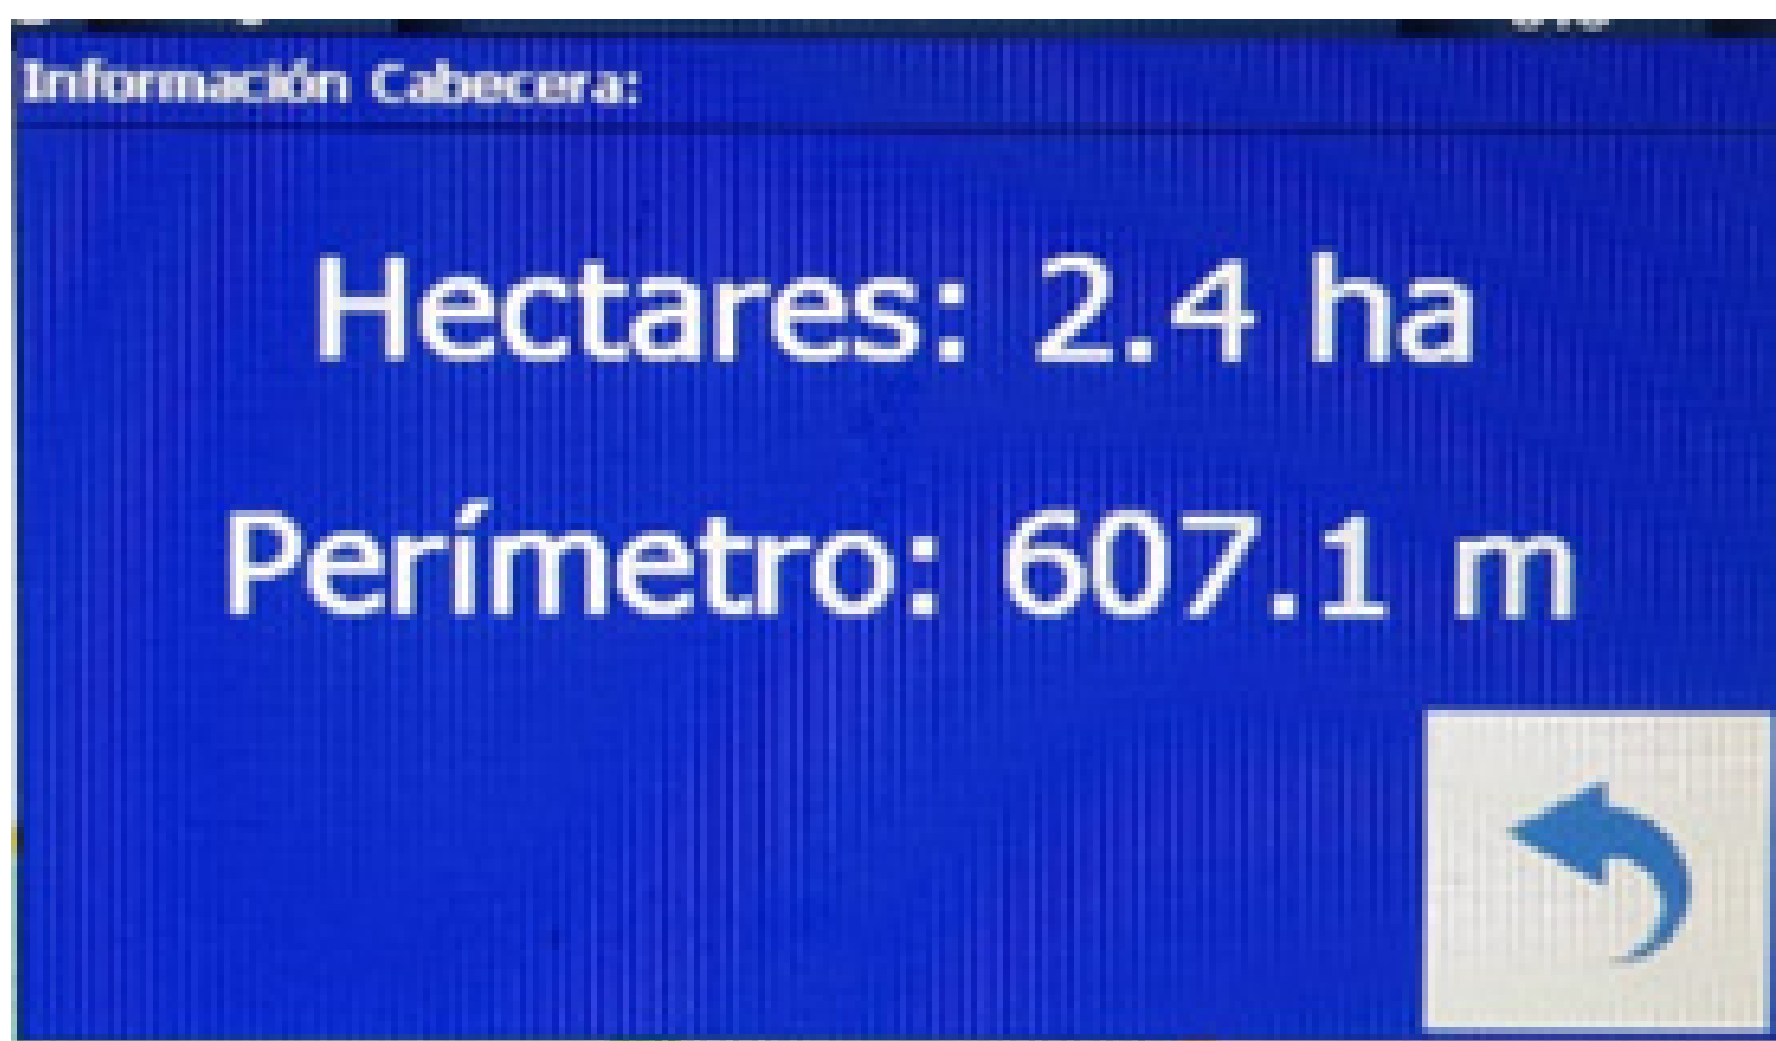 Información Cabecera:
Hectares: 2.4 ha
Perímetro: 607.1 m